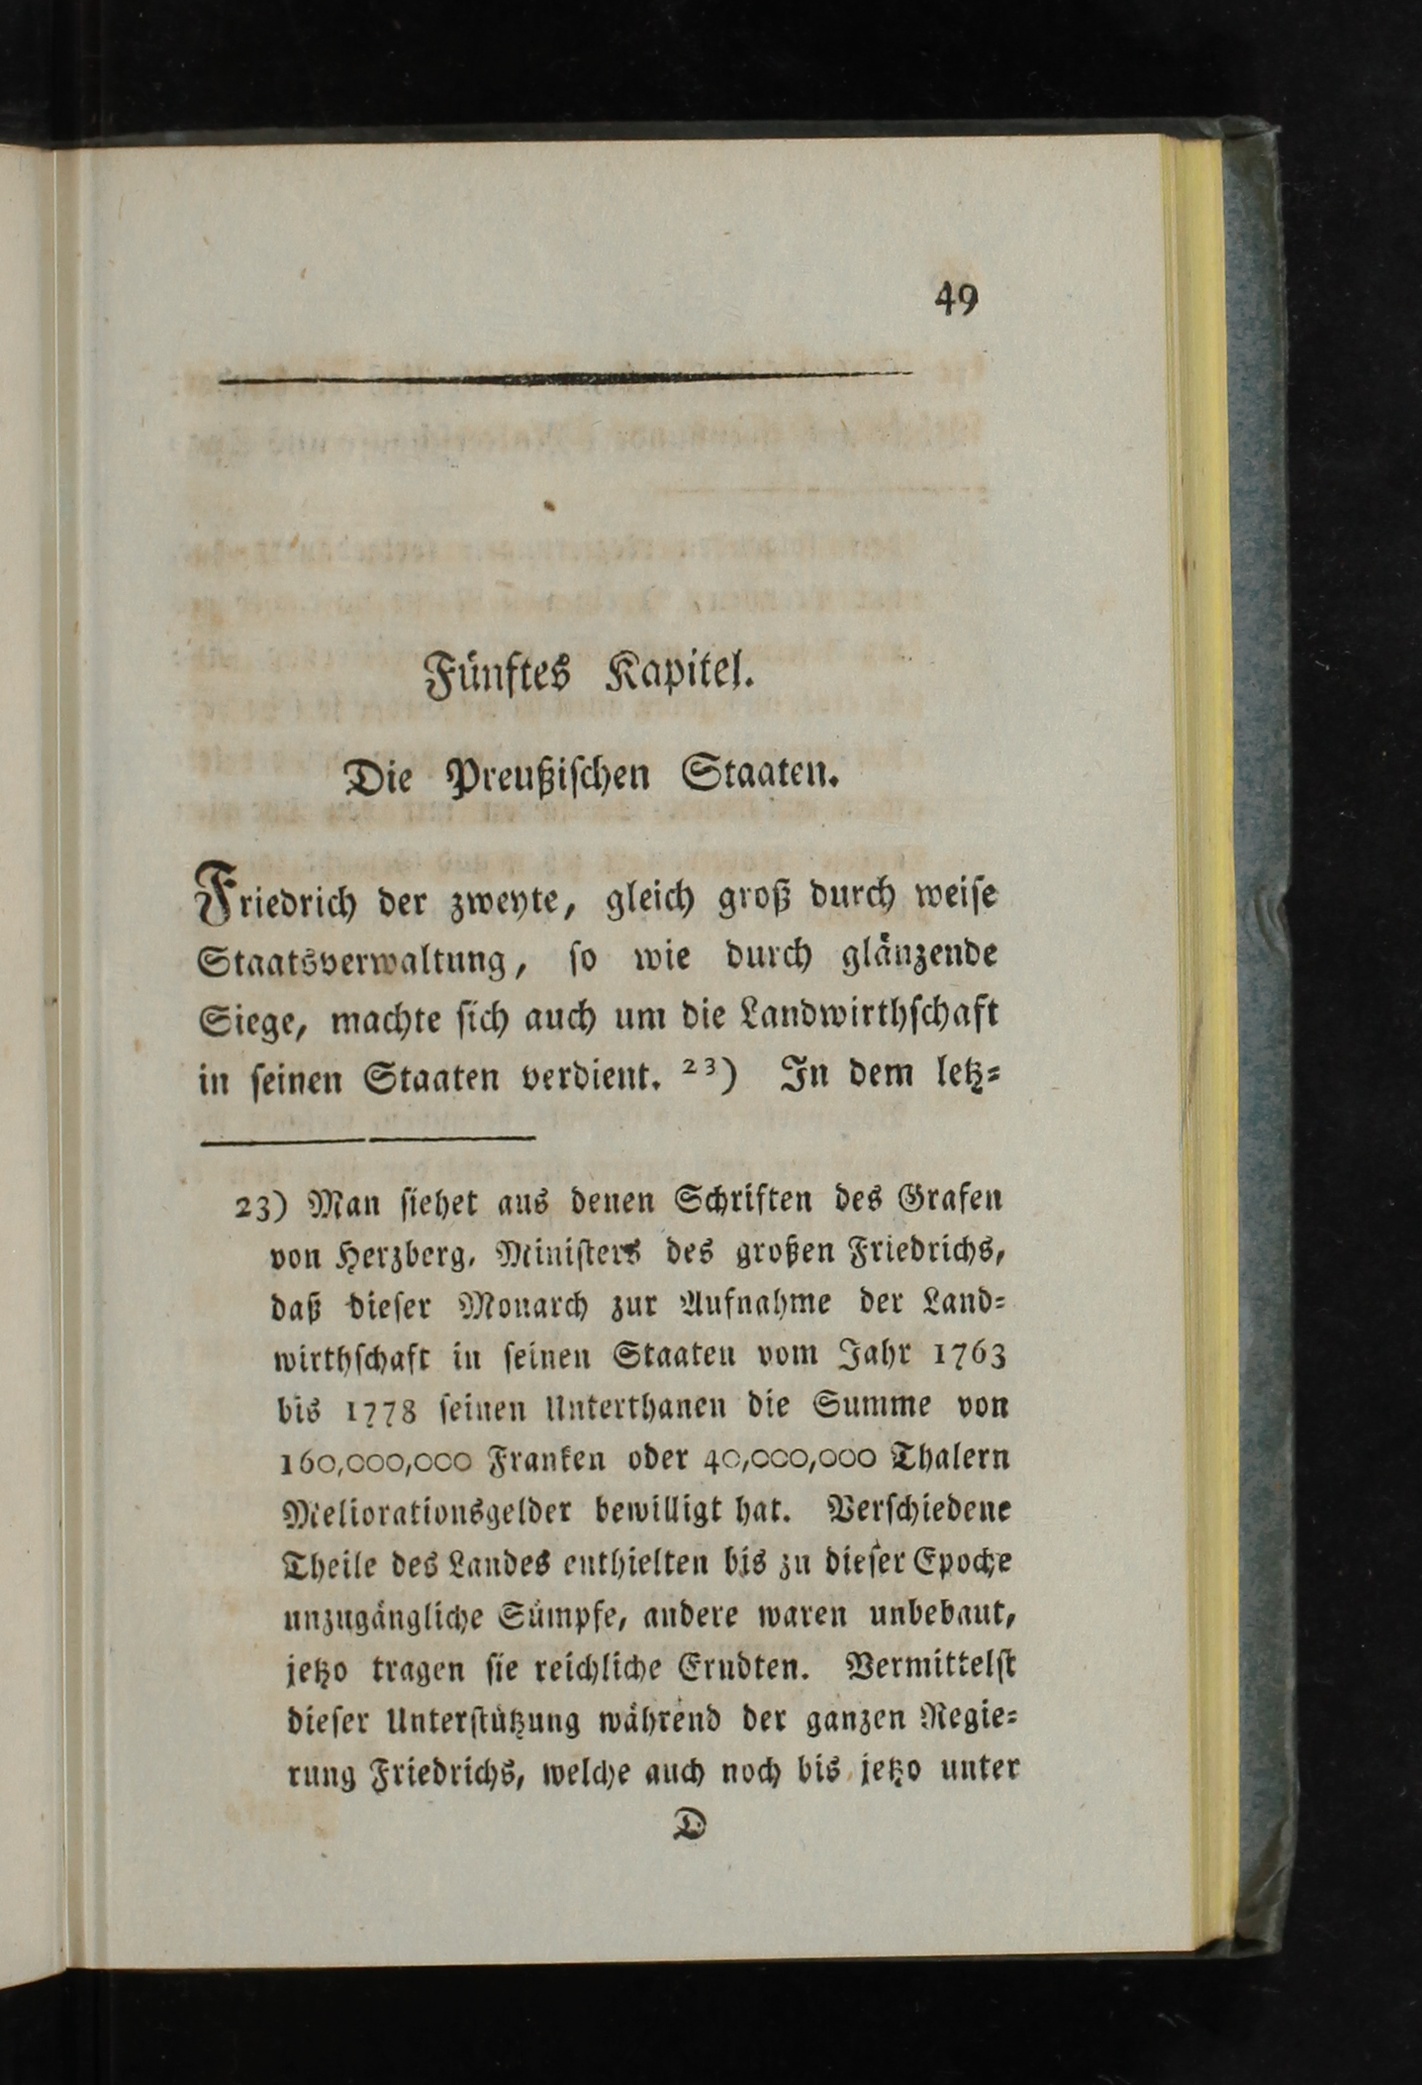 49
Fünftes Kapitel.
Die Preußischen Staaten.
Friedrich der zweyte, gleich groß durch weise
Staatsverwaltung, so wie durch glänzende
Siege, machte sich auch um die Landwirthschaft
in seinen Staaten verdient. ²³) In dem letz=
23) Man siehet aus denen Schriften des Grafen
von Herzberg, Ministers des großen Friedrichs,
daß dieser Monarch zur Aufnahme der Land=
wirthschaft in seinen Staaten vom Jahr 1763
bis 1778 seinen Unterthanen die Summe von
160,000,000 Franken oder 40,000,000 Thalern
Meliorationsgelder bewilligt hat. Verschiedene
Theile des Landes enthielten bis zu dieser Epoche
unzugängliche Sümpfe, andere waren unbebaut,
jetzo tragen sie reichliche Erndten. Vermittelst
dieser Unterstützung während der ganzen Regie=
rung Friedrichs, welche auch noch bis jetzo unter
D